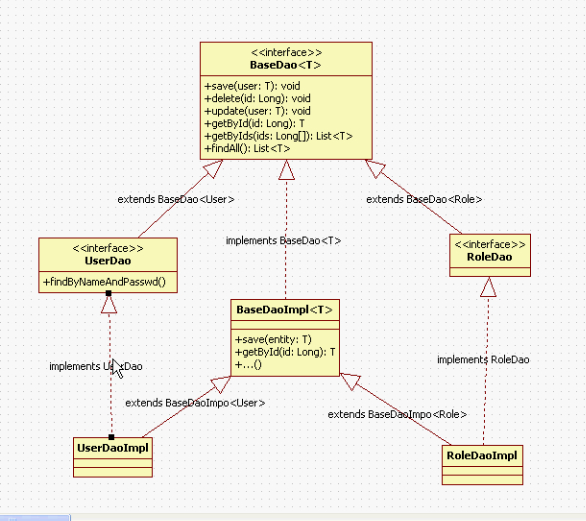 <<interface>>
BaseDao<T>
+save(user: T): void
+delete(id: Long): void
+update(user: T): void
+getById(id: Long): T
+getByIds(ids: Long[]): List<T>
+findAll(): List<T>
extends BaseDao<User>
extends BaseDao<Role>
implements BaseDao<T>
<<interface>>
UserDao
+findByNameAndPasswd()
<<interface>>
RoleDao
BaseDaoImpl<T>
+save(entity: T)
+getById(id: Long): T
+...()
implements UserDao
implements RoleDao
extends BaseDaoImpo<User>
extends BaseDaoImpo<Role>
UserDaoImpl
RoleDaoImpl